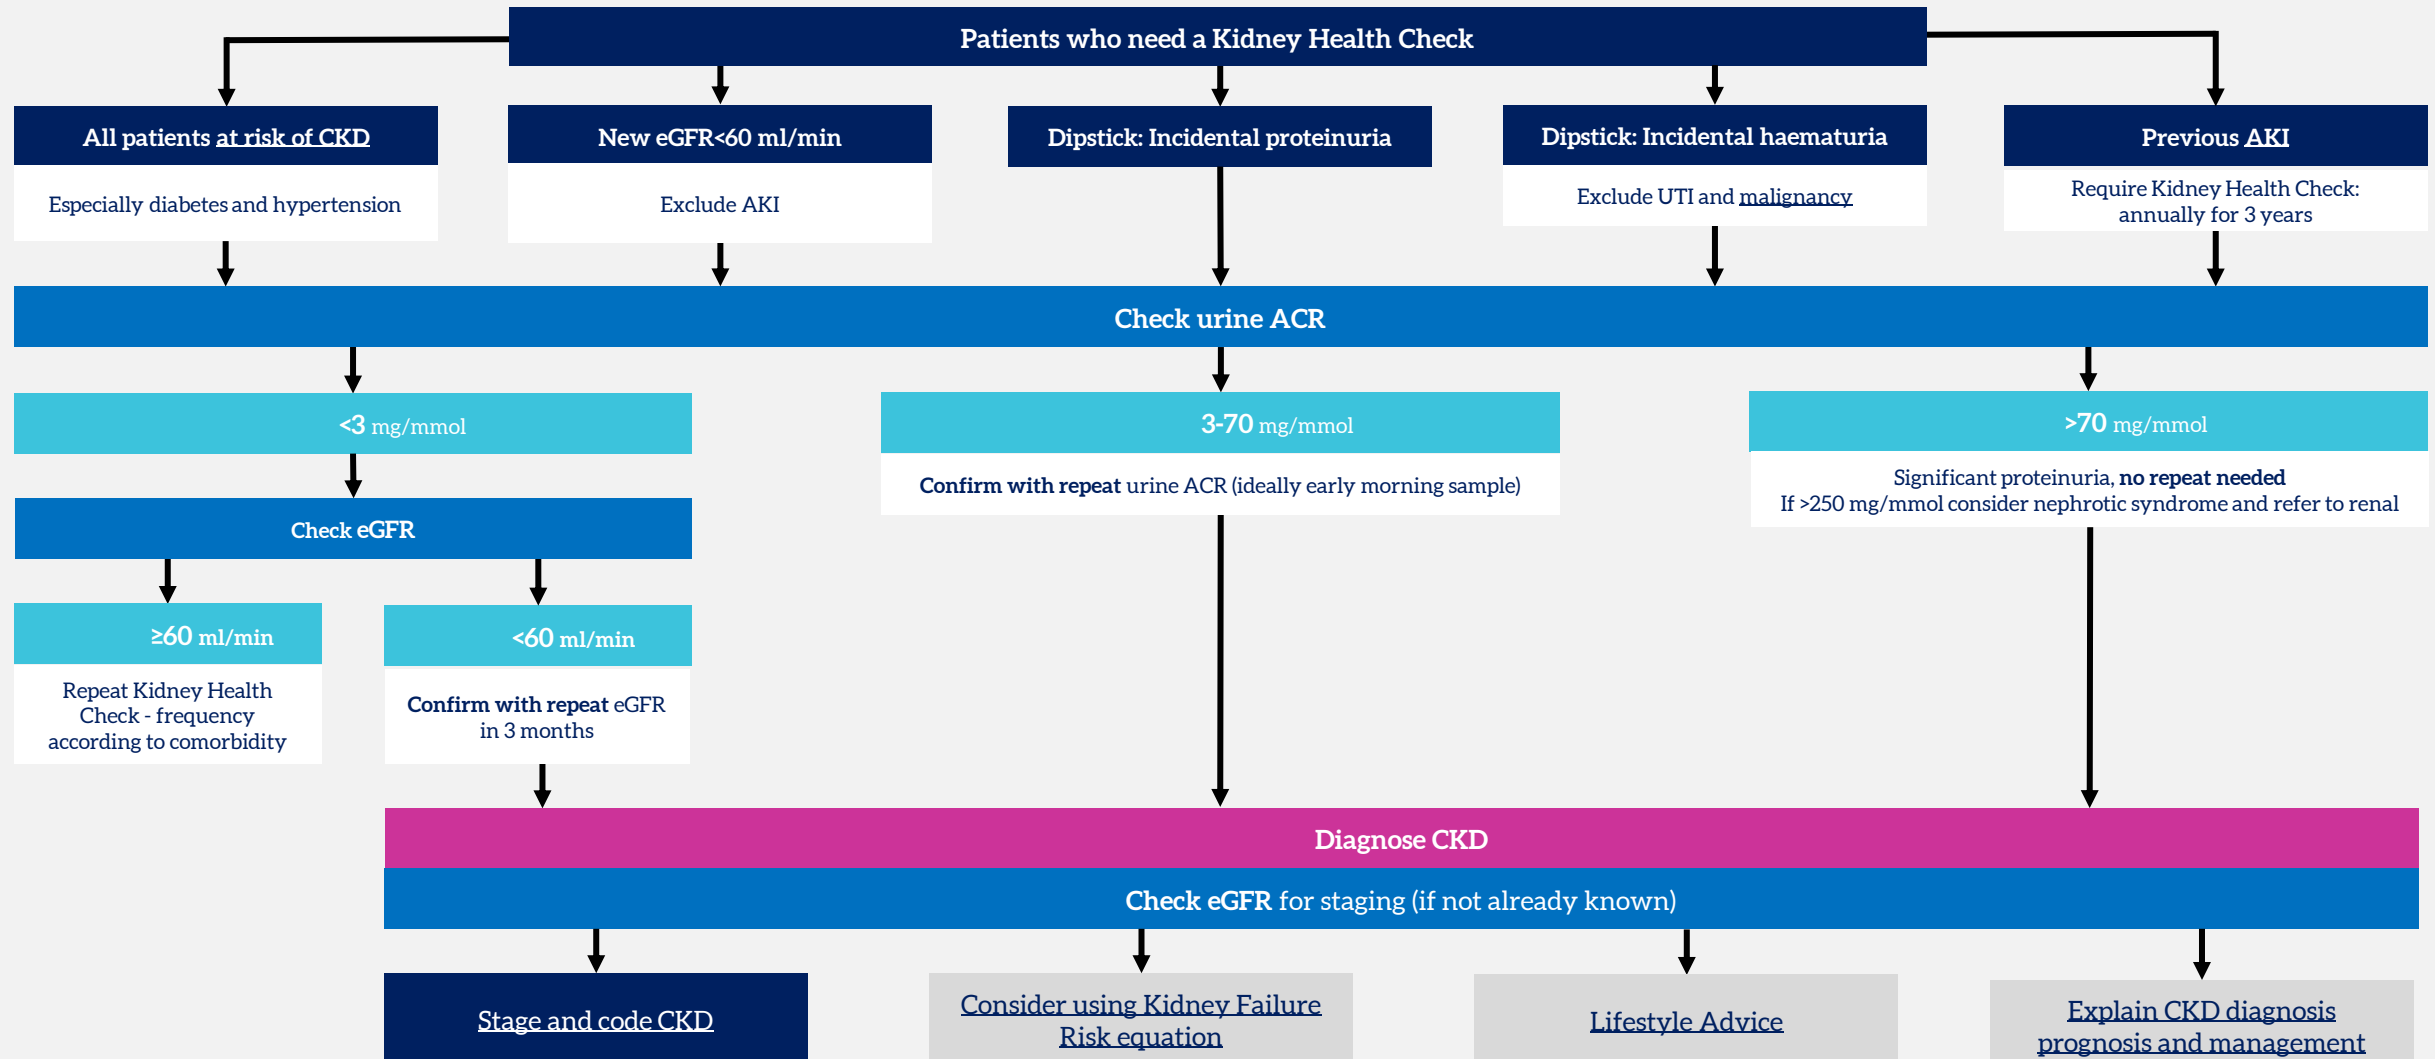 Patients who need a Kidney Health Check
All patients at risk of CKD
Especially diabetes and hypertension
New eGFR<60 ml/min
Exclude AKI
Dipstick: Incidental proteinuria
Dipstick: Incidental haematuria
Exclude UTI and malignancy
Previous AKI
Require Kidney Health Check:
annually for 3 years
Check urine ACR
<3 mg/mmol
3-70 mg/mmol
Confirm with repeat urine ACR (ideally early morning sample)
>70 mg/mmol
Significant proteinuria, no repeat needed
If >250 mg/mmol consider nephrotic syndrome and refer to renal
Check eGFR
≥60 ml/min
Repeat Kidney Health
Check - frequency
according to comorbidity
<60 ml/min
Confirm with repeat eGFR
in 3 months
Diagnose CKD
Check eGFR for staging (if not already known)
Stage and code CKD
Consider using Kidney Failure
Risk equation
Lifestyle Advice
Explain CKD diagnosis
prognosis and management